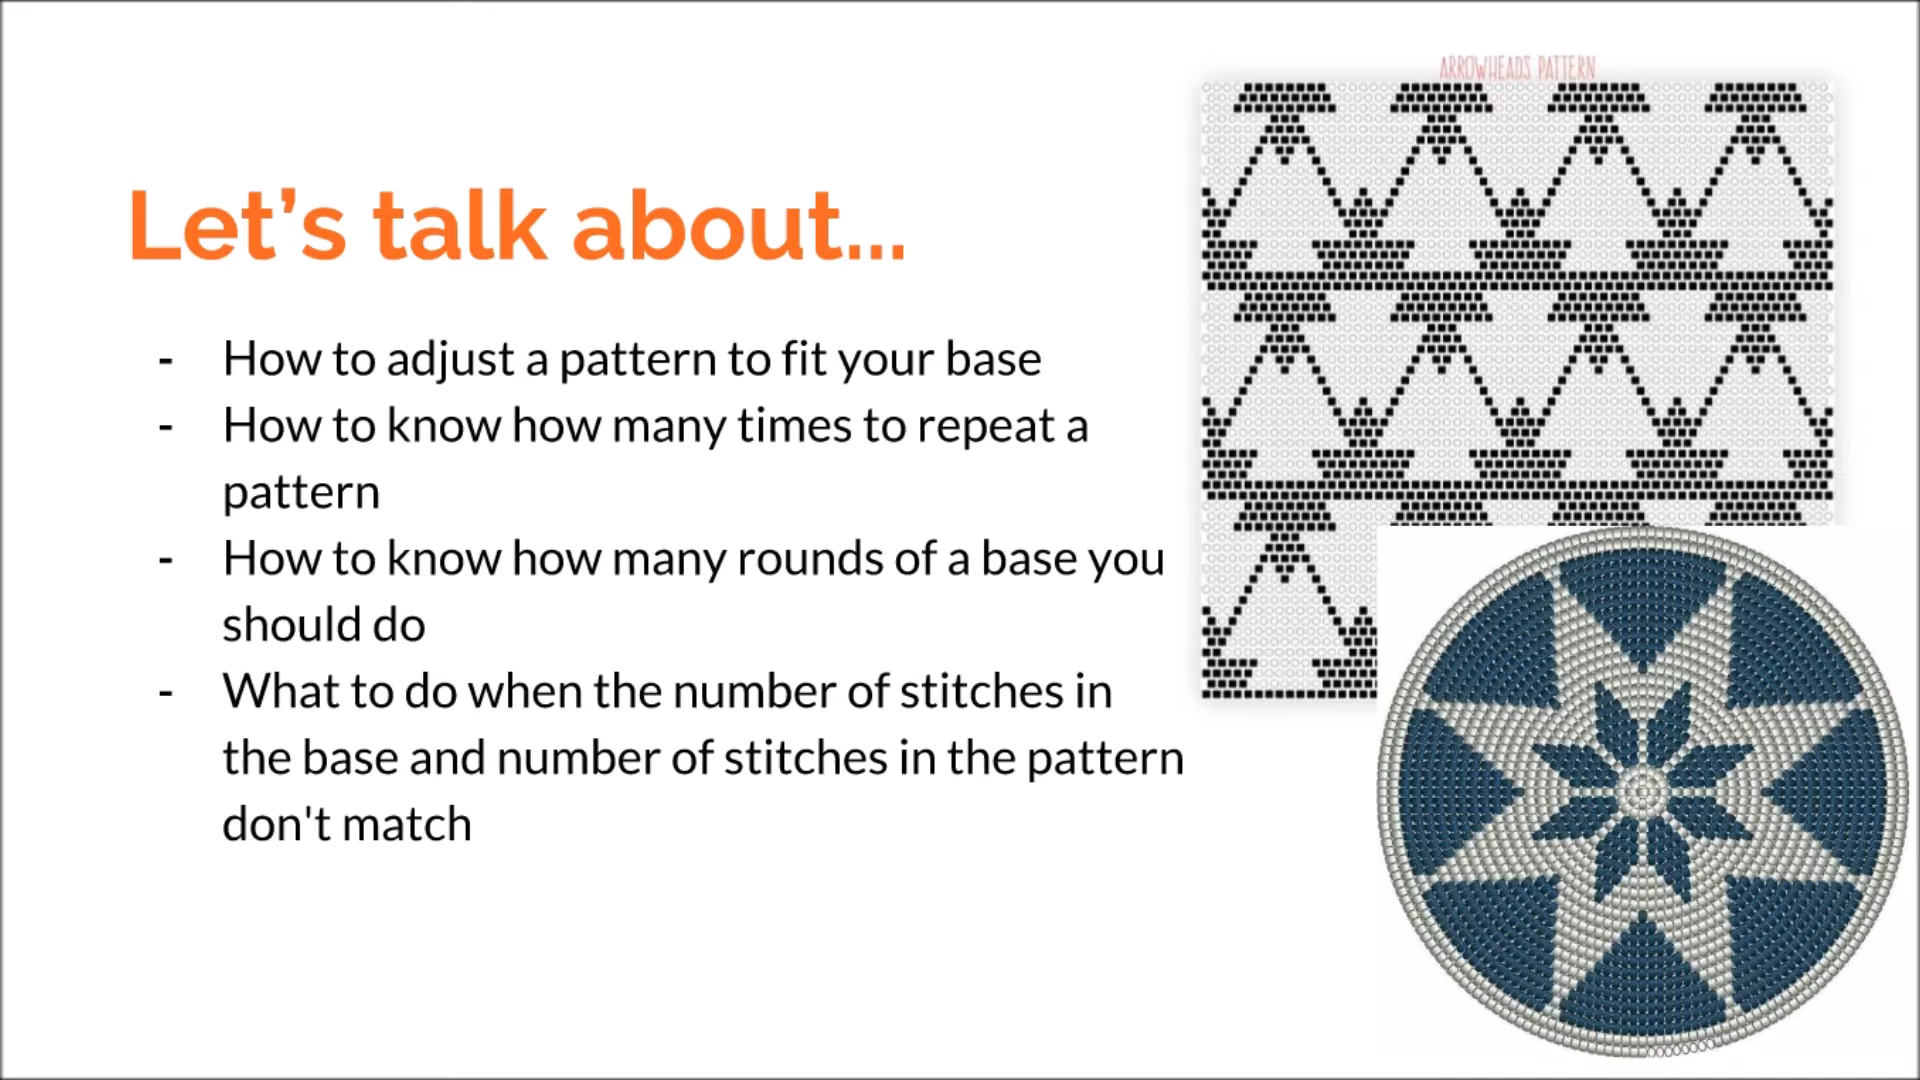 ARROWHEADS PATTERN
Let's talk about...
- How to adjust a pattern to fit your base
- How to know how many times to repeat a
pattern
- How to know how many rounds of a base you
should do
- What to do when the number of stitches in
the base and number of stitches in the pattern
don't match